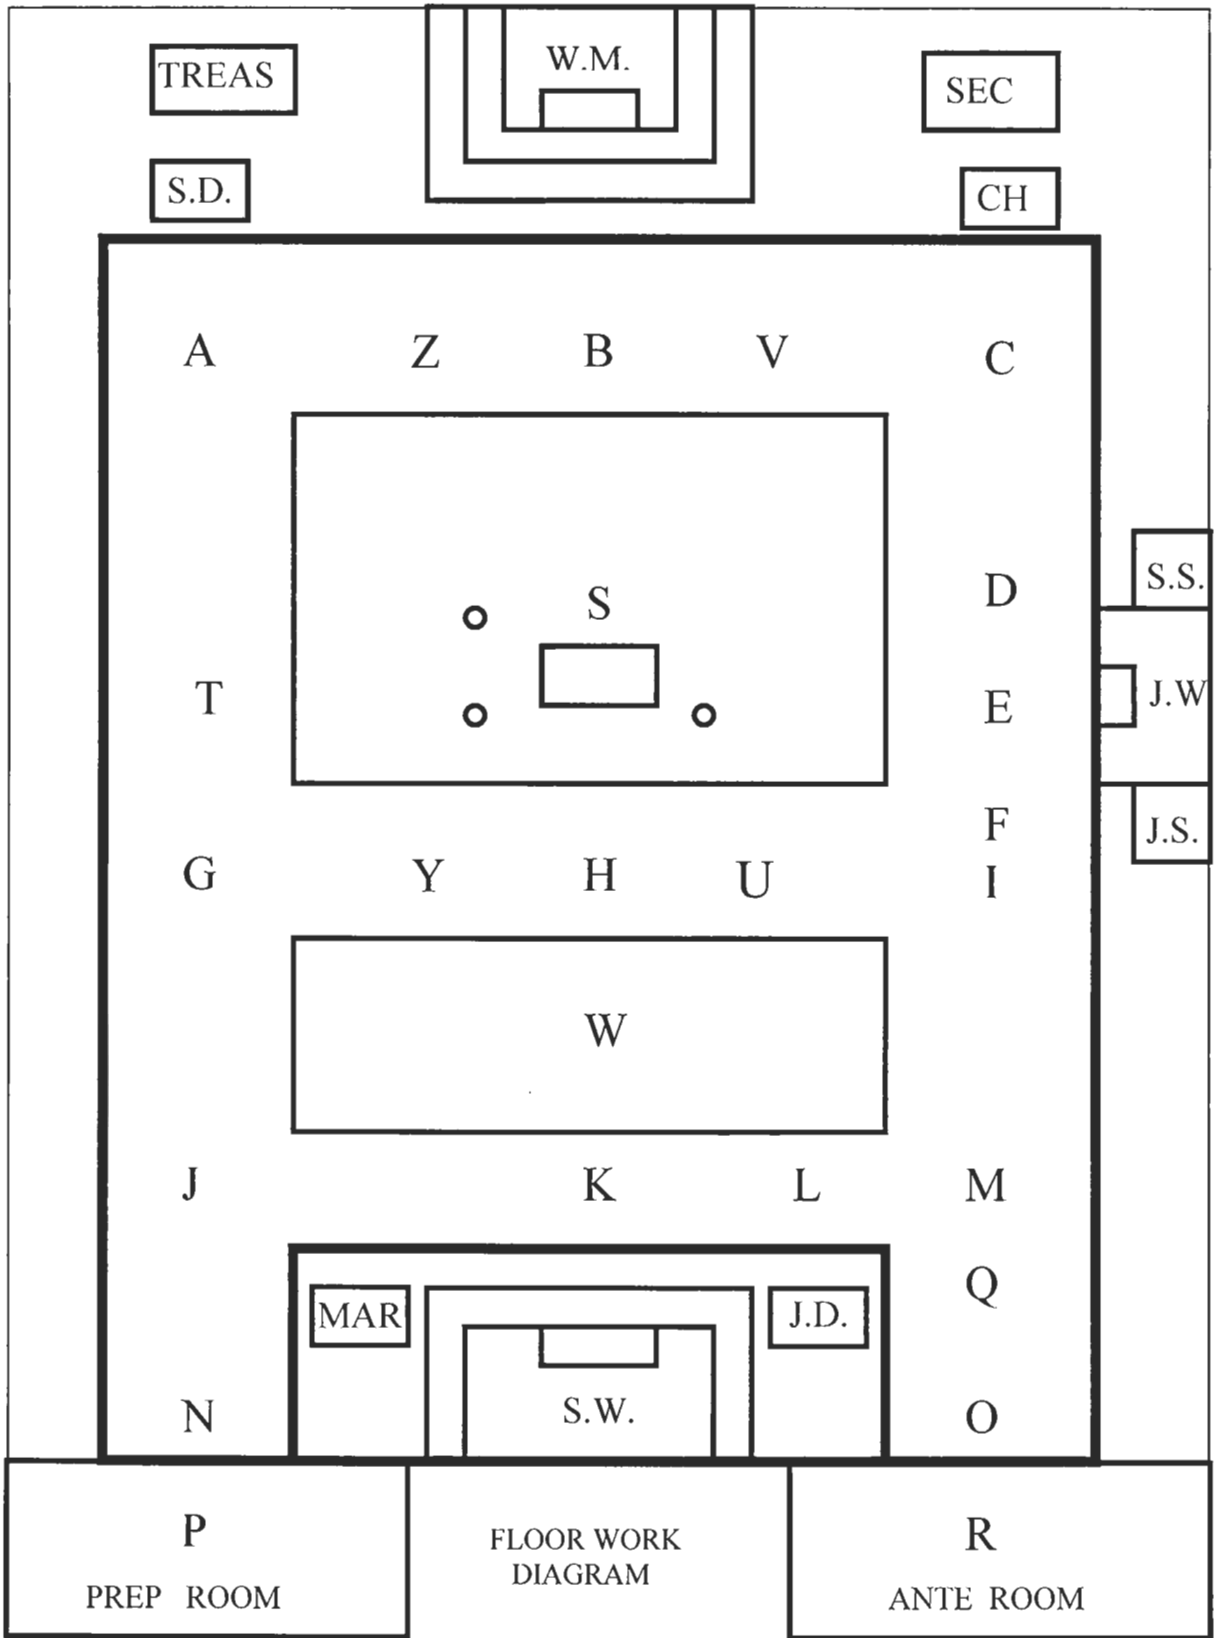 W.M.
TREAS
SEC
S.D.
CH
A Z B V C
S.S.
D
S
T
E
J.W
F
J.S.
G Y H U I
W
J K L M
Q
MAR
J.D.
S.W.
N
O
P
R
FLOOR WORK
DIAGRAM
PREP ROOM
ANTE ROOM